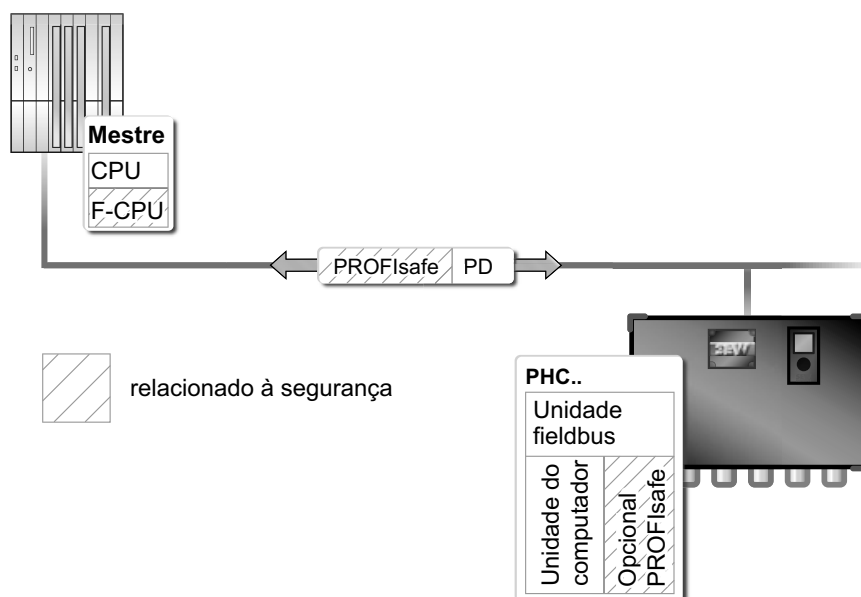 Mestre
CPU
F-CPU
PROFIsafe
PD
relacionado à segurança
PHC..
Unidade
fieldbus
Unidade do
computador
Opcional
PROFIsafe